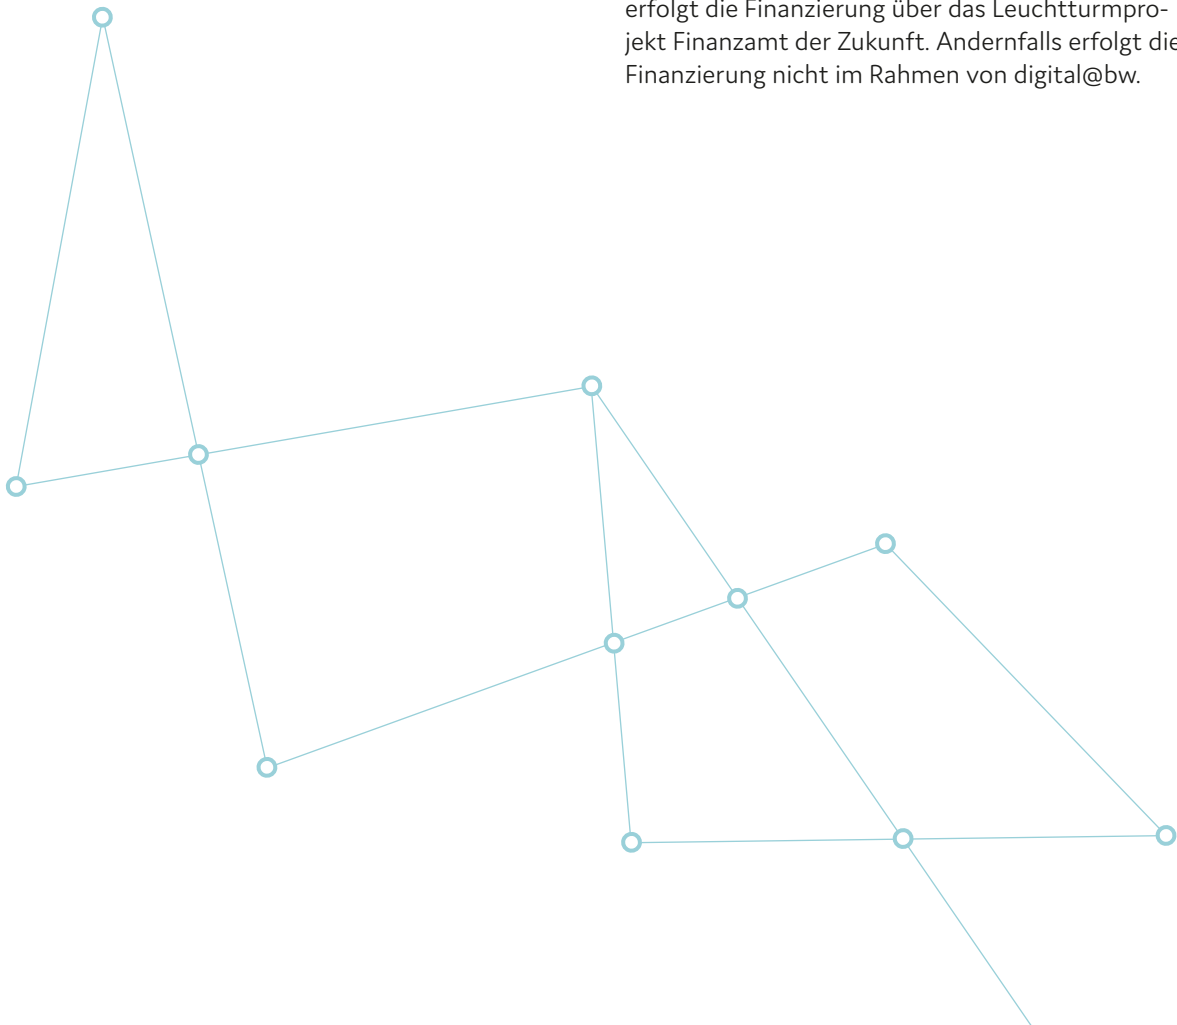 erfolgt die Finanzierung über das Leuchtturmpro-
jekt Finanzamt der Zukunft. Andernfalls erfolgt die
Finanzierung nicht im Rahmen von digital@bw.